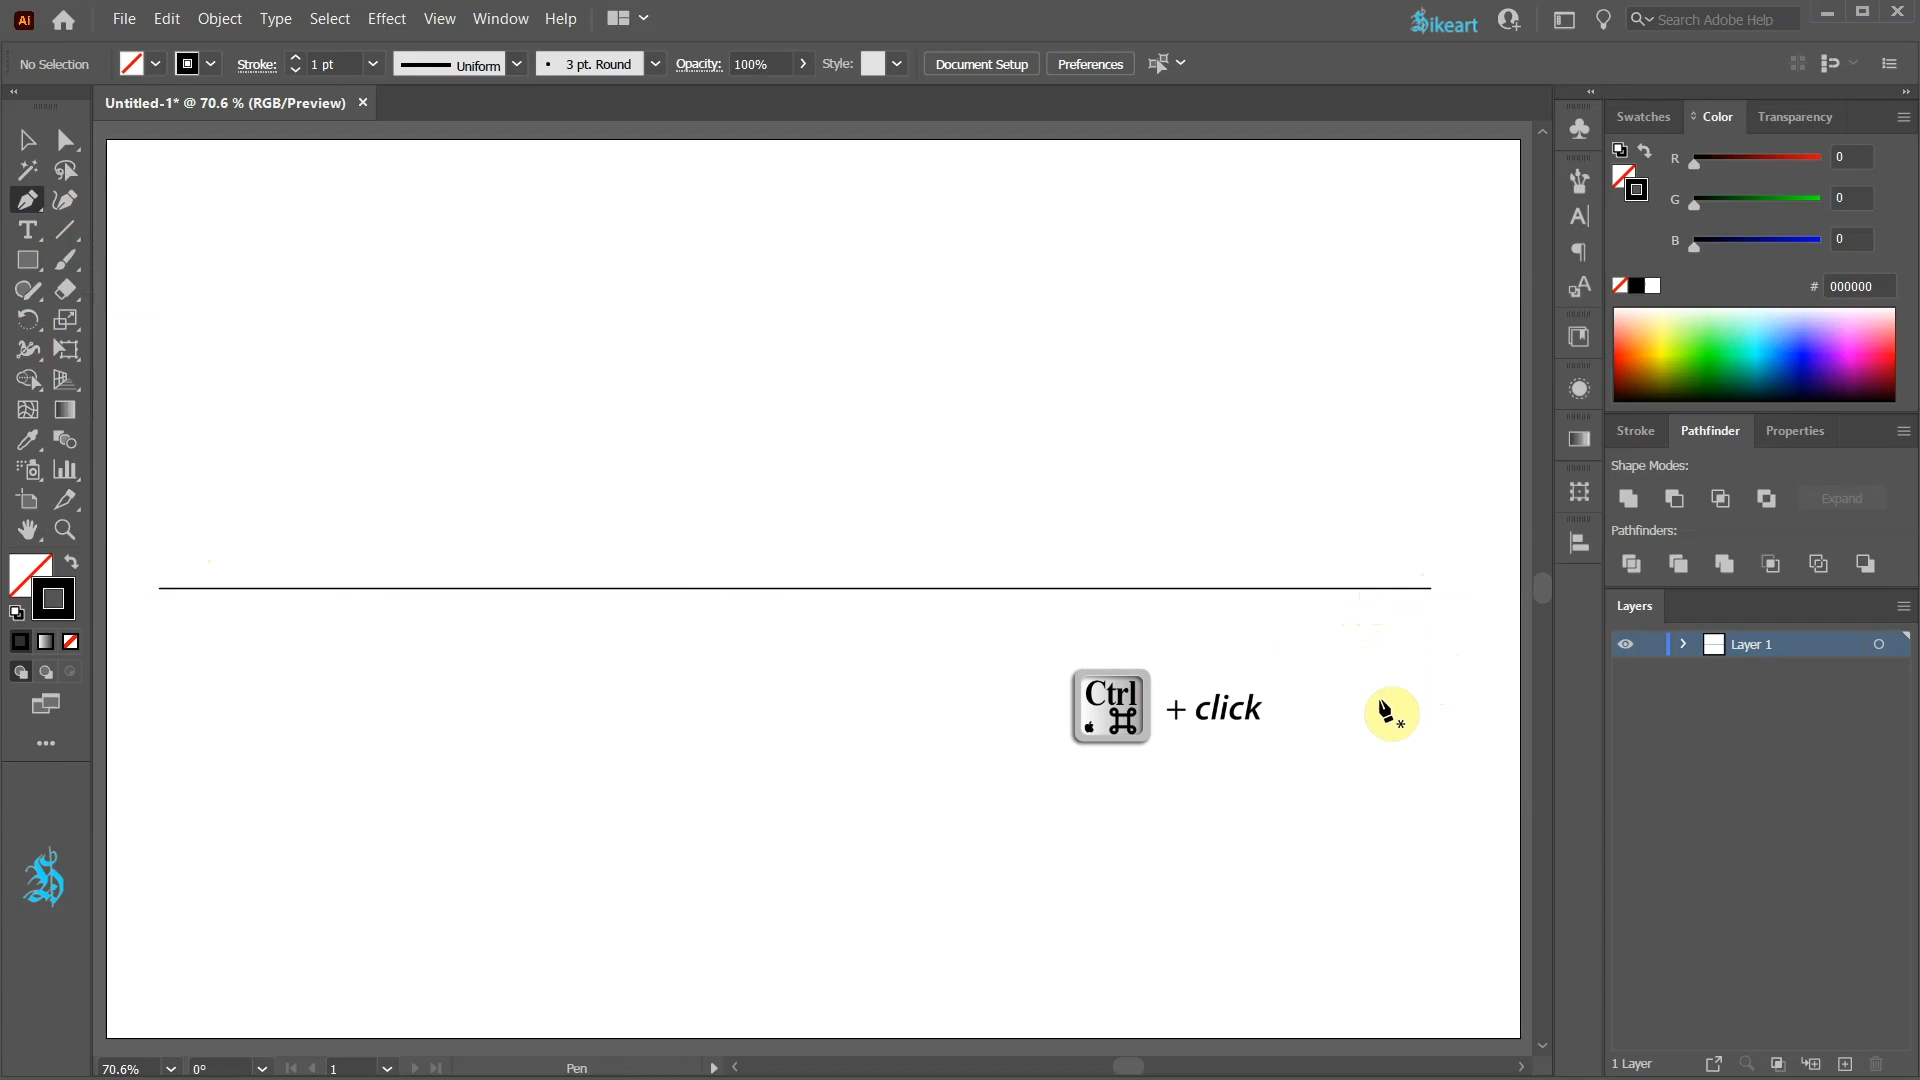 Ai File Edit Object Type Select Effect View Window Help Sikeart Search Adobe Help
No Selection Stroke: 1 pt Uniform 3 pt. Round Opacity: 100% Style: Document Setup Preferences
Untitled-1* @ 70.6 % (RGB/Preview)
Swatches Color Transparency
R 0
G 0
B 0
# 000000
Stroke Pathfinder Properties
Shape Modes:
Expand
Pathfinders:
Layers
Layer 1
Ctrl + click
70.6% 0° 1 Pen
1 Layer